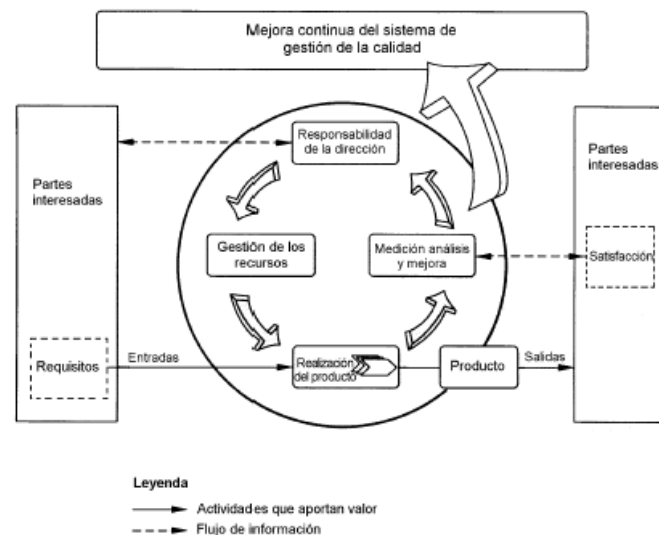 Mejora continua del sistema de
gestión de la calidad
Responsabilidad
de la dirección
Partes
interesadas
Partes
interesadas
Gestión de los
recursos
Medición análisis
y mejora
Satisfacción
Requisitos
Entradas
Realización
del producto
Producto
Salidas
Leyenda
Actividades que aportan valor
Flujo de información